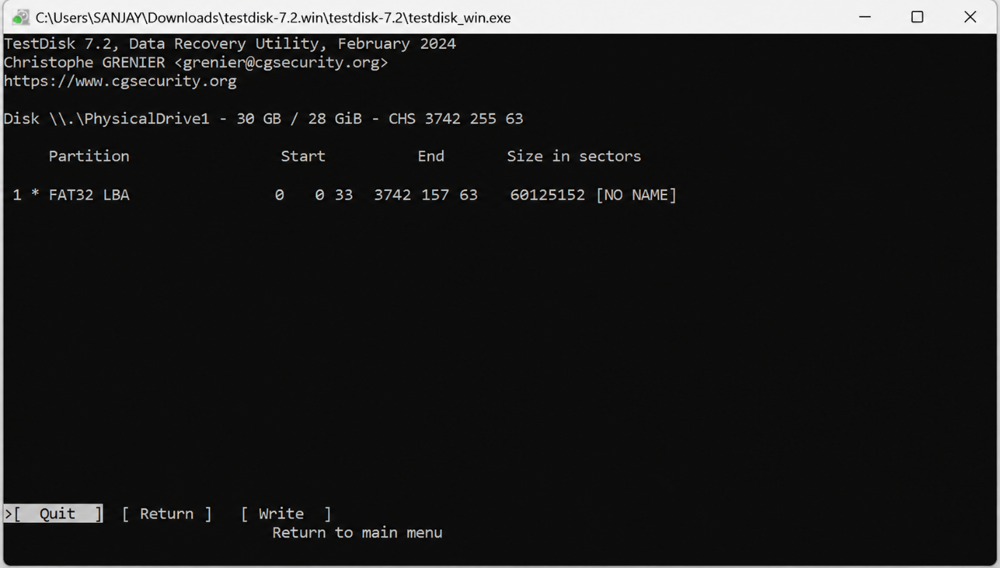 C:\Users\SANJAY\Downloads\testdisk-7.2.win\testdisk-7.2\testdisk_win.exe
TestDisk 7.2, Data Recovery Utility, February 2024
Christophe GRENIER <grenier@cgsecurity.org>
https://www.cgsecurity.org
Disk \\.\PhysicalDrive1 - 30 GB / 28 GiB - CHS 3742 255 63
Partition Start End Size in sectors
1 * FAT32 LBA 0 0 33 3742 157 63 60125152 [NO NAME]
>[ Quit ] [ Return ] [ Write ]
Return to main menu